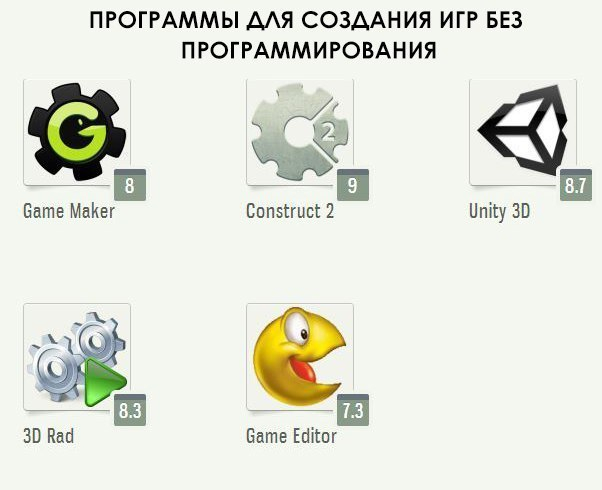 ПРОГРАММЫ ДЛЯ СОЗДАНИЯ ИГР БЕЗ
ПРОГРАММИРОВАНИЯ
2
8
9
8.7
Game Maker
Construct 2
Unity 3D
8.3
7.3
3D Rad
Game Editor